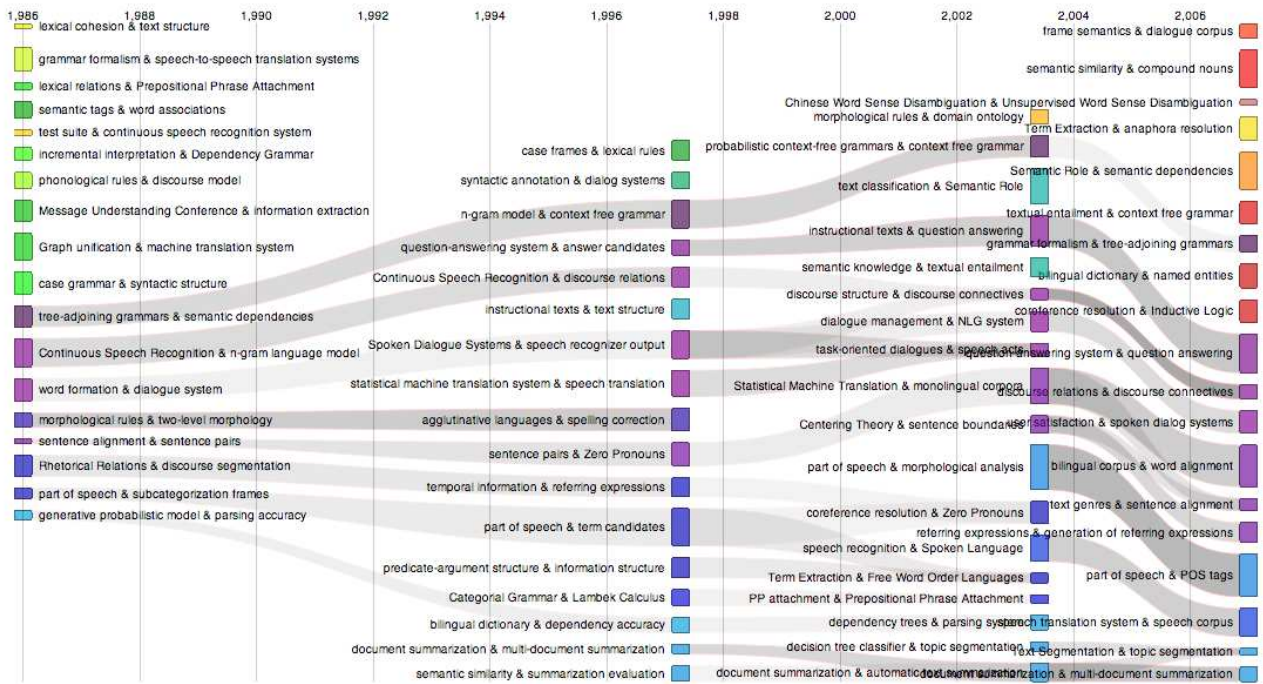 1,986 1,988 1,990 1,992 1,994 1,996 1,998 2,000 2,002 2,004 2,006
lexical cohesion & text structure
grammar formalism & speech-to-speech translation systems
lexical relations & Prepositional Phrase Attachment
semantic tags & word associations
test suite & continuous speech recognition system
incremental interpretation & Dependency Grammar
phonological rules & discourse model
Message Understanding Conference & information extraction
Graph unification & machine translation system
case grammar & syntactic structure
tree-adjoining grammars & semantic dependencies
Continuous Speech Recognition & n-gram language model
word formation & dialogue system
morphological rules & two-level morphology
sentence alignment & sentence pairs
Rhetorical Relations & discourse segmentation
part of speech & subcategorization frames
generative probabilistic model & parsing accuracy
case frames & lexical rules
syntactic annotation & dialog systems
n-gram model & context free grammar
question-answering system & answer candidates
Continuous Speech Recognition & discourse relations
instructional texts & text structure
Spoken Dialogue Systems & speech recognizer output
statistical machine translation system & speech translation
agglutinative languages & spelling correction
sentence pairs & Zero Pronouns
temporal information & referring expressions
part of speech & term candidates
predicate-argument structure & information structure
Categorial Grammar & Lambek Calculus
bilingual dictionary & dependency accuracy
document summarization & multi-document summarization
semantic similarity & summarization evaluation
morphological rules & domain ontology
probabilistic context-free grammars & context free grammar
text classification & Semantic Role
instructional texts & question answering
semantic knowledge & textual entailment
discourse structure & discourse connectives
dialogue management & NLG system
task-oriented dialogues & speech acts
Statistical Machine Translation & monolingual corpora
Centering Theory & sentence boundaries
part of speech & morphological analysis
coreference resolution & Zero Pronouns
speech recognition & Spoken Language
Term Extraction & Free Word Order Languages
PP attachment & Prepositional Phrase Attachment
dependency trees & parsing system
decision tree classifier & topic segmentation
document summarization & automatic text summarization
frame semantics & dialogue corpus
semantic similarity & compound nouns
Chinese Word Sense Disambiguation & Unsupervised Word Sense Disambiguation
Term Extraction & anaphora resolution
Semantic Role & semantic dependencies
textual entailment & context free grammar
grammar formalism & tree-adjoining grammars
bilingual dictionary & named entities
coreference resolution & Inductive Logic
question answering system & question answering
discourse relations & discourse connectives
user satisfaction & spoken dialog systems
bilingual corpus & word alignment
text genres & sentence alignment
referring expressions & generation of referring expressions
part of speech & POS tags
speech translation system & speech corpus
Text Segmentation & topic segmentation
document summarization & multi-document summarization